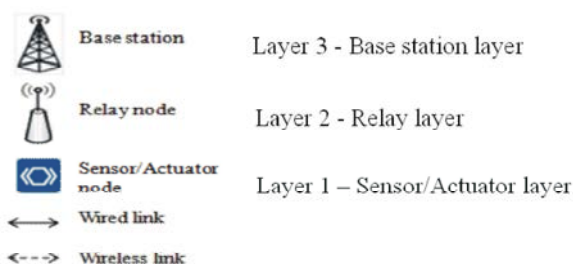 Base station
Layer 3 - Base station layer
Relay node
Layer 2 - Relay layer
Sensor/Actuator
node
Layer 1 – Sensor/Actuator layer
Wired link
Wireless link